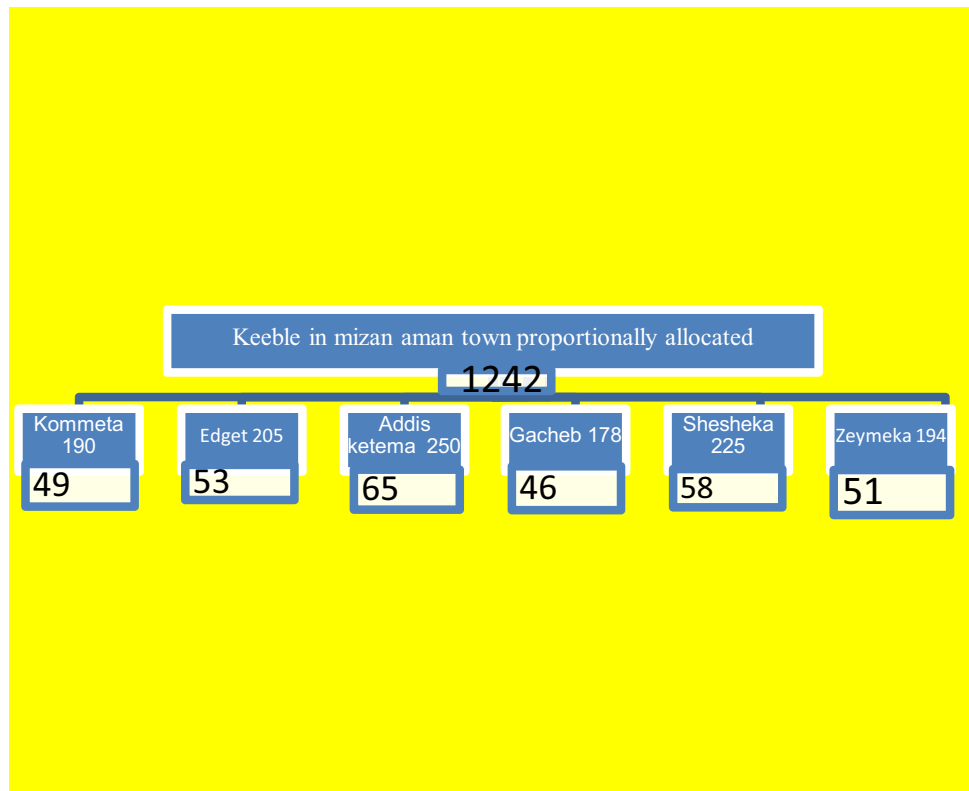 Keeble in mizan aman town proportionally allocated
1242
Kommeta
190
49
Edget 205
53
Addis
ketema 250
65
Gacheb 178
46
Shesheka
225
58
Zeymeka 194
51